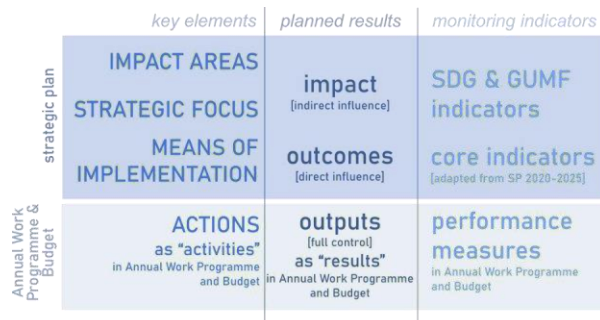 key elements
planned results
monitoring indicators
strategic plan
IMPACT AREAS
STRATEGIC FOCUS
MEANS OF
IMPLEMENTATION
impact
[indirect influence]
outcomes
[direct influence]
SDG & GUMF
indicators
core indicators
[adapted from SP 2020-2025]
Annual Work
Programme &
Budget
ACTIONS
as “activities”
in Annual Work Programme
and Budget
outputs
[full control]
as “results”
in Annual Work Programme
and Budget
performance
measures
in Annual Work Programme
and Budget